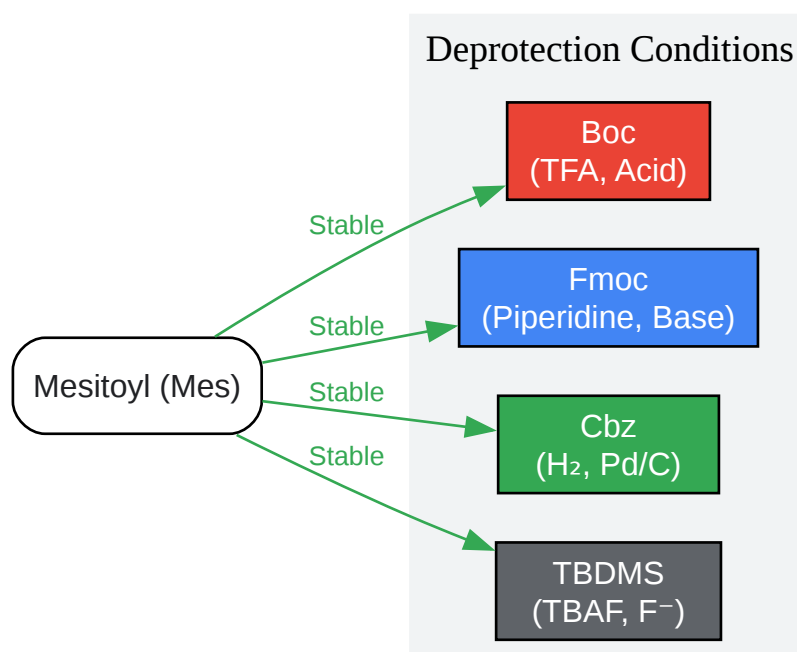 Deprotection Conditions
Boc
(TFA, Acid)
Stable
Fmoc
(Piperidine, Base)
Stable
Mesitoyl (Mes)
Stable
Cbz
(H₂, Pd/C)
Stable
TBDMS
(TBAF, F⁻)